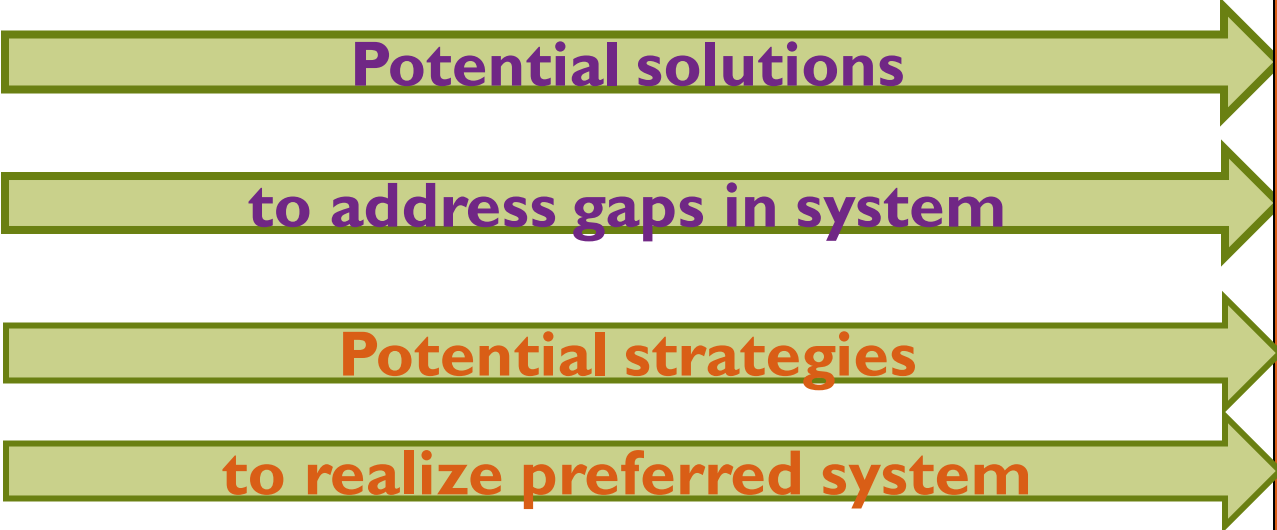 Potential solutions
to address gaps in system
Potential strategies
to realize preferred system